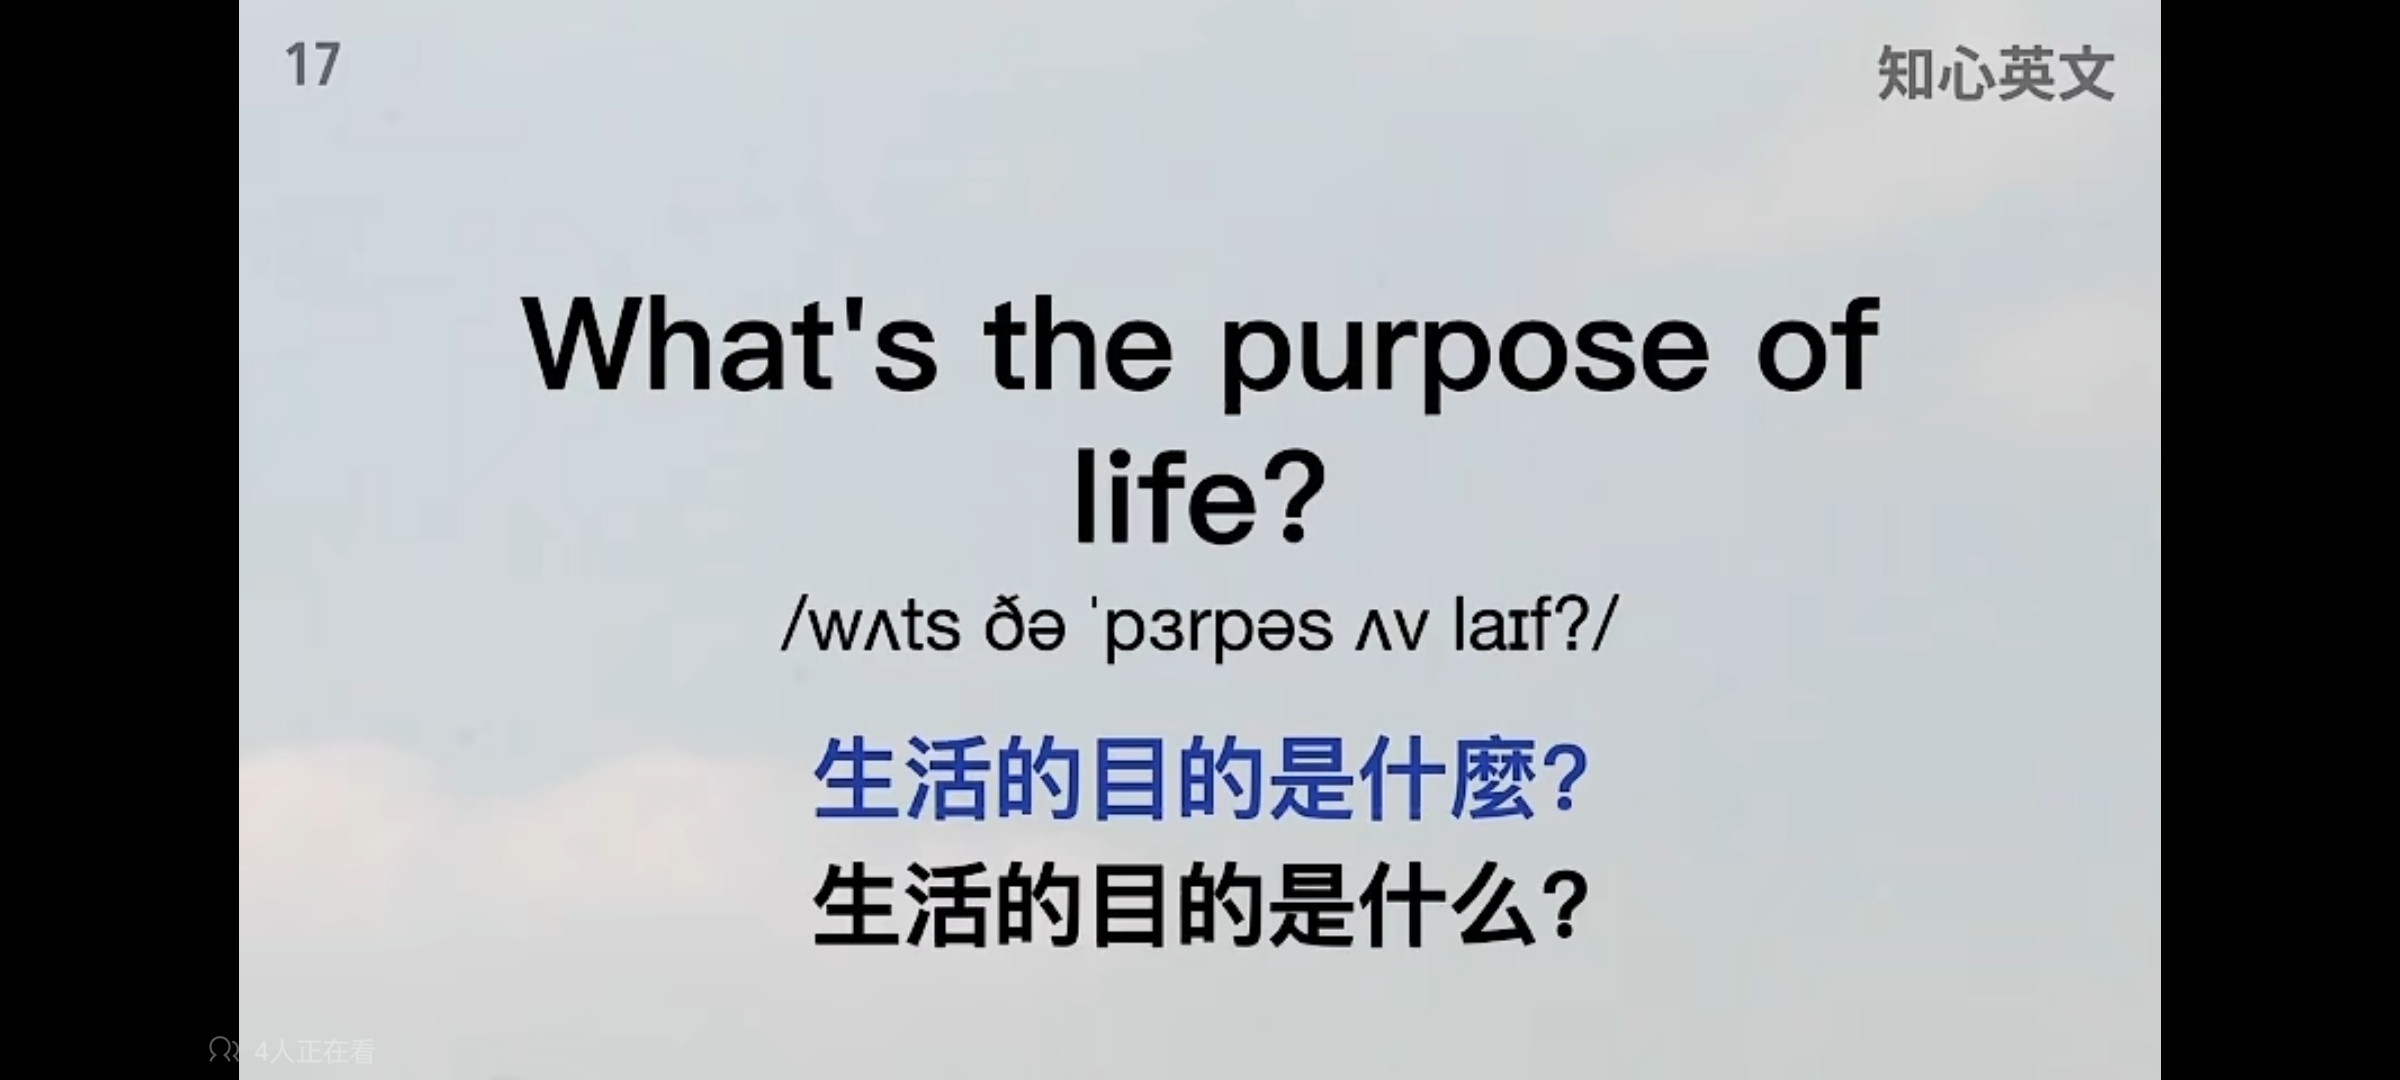 17
知心英文
What's the purpose of
life?
/wʌts ðə ˈpɜrpəs ʌv laɪf?/
生活的目的是什麼?
生活的目的是什么?
4人正在看